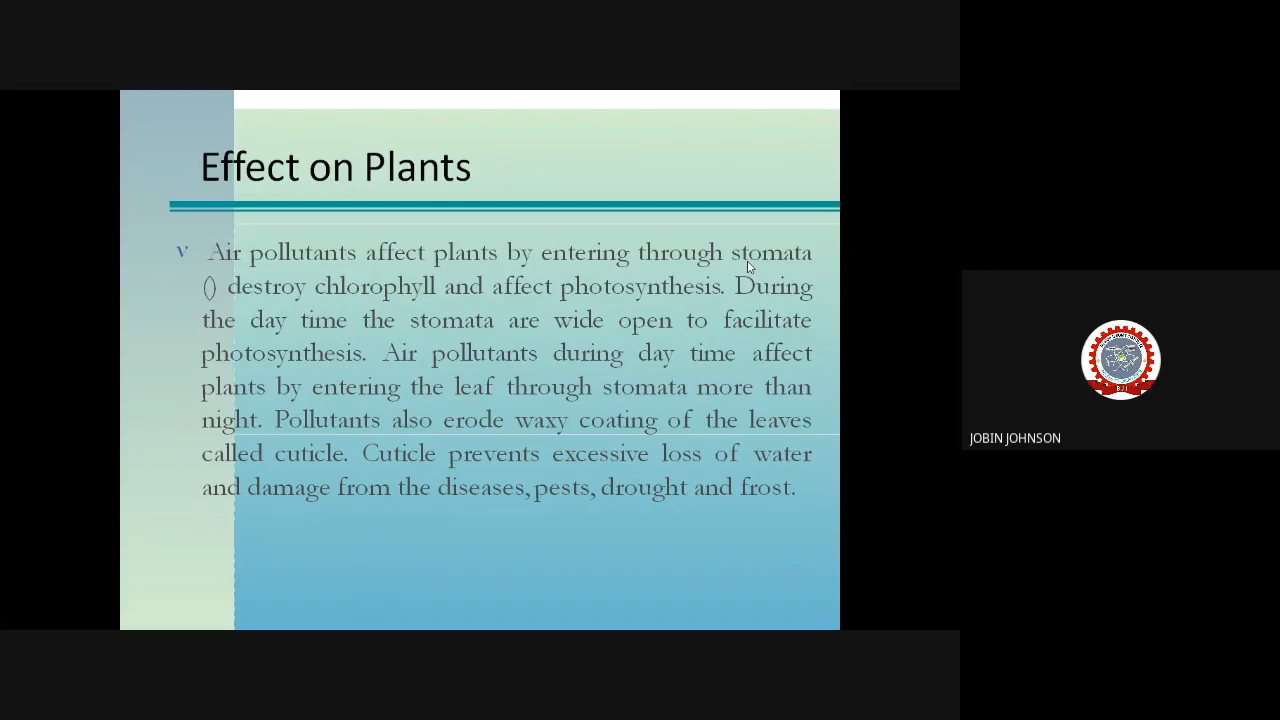 Effect on Plants
v Air pollutants affect plants by entering through stomata
() destroy chlorophyll and affect photosynthesis. During
the day time the stomata are wide open to facilitate
photosynthesis. Air pollutants during day time affect
plants by entering the leaf through stomata more than
night. Pollutants also erode waxy coating of the leaves
called cuticle. Cuticle prevents excessive loss of water
and damage from the diseases, pests, drought and frost.
JOBIN JOHNSON